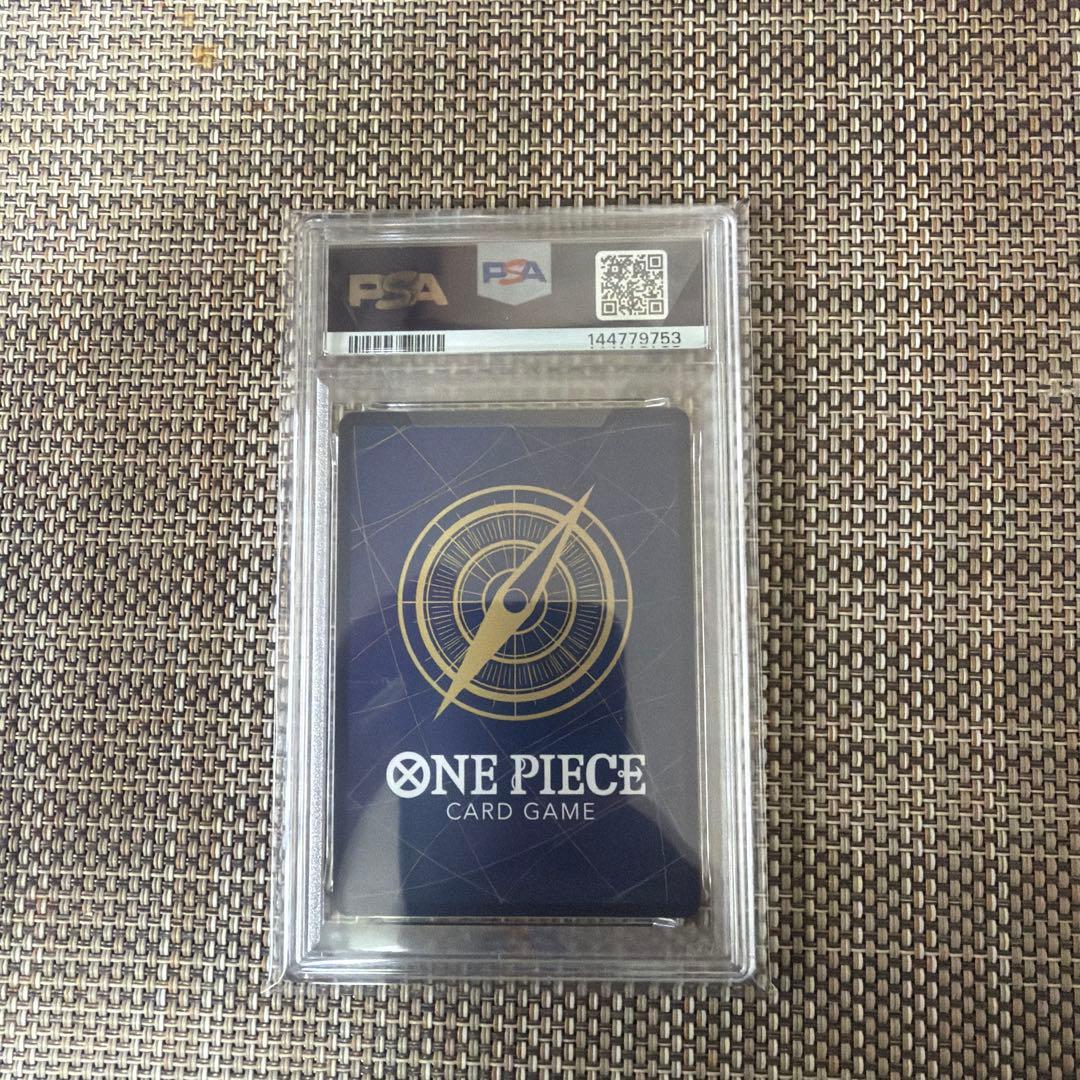 PSA
PSA
144779753
ONE PIECE
CARD GAME